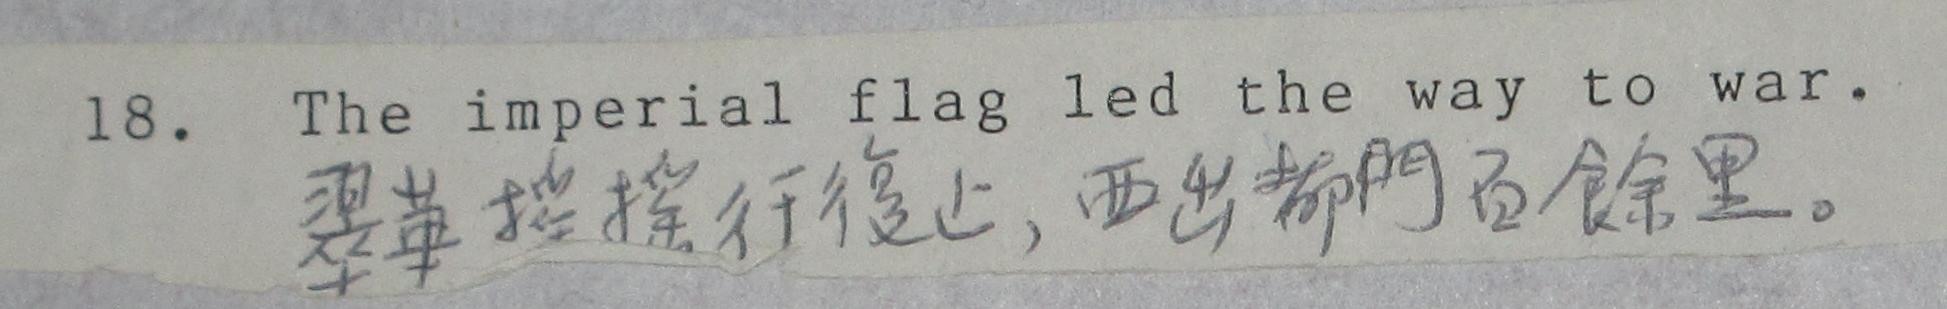 18. The imperial flag led the way to war.
翠華搖搖行復止，西出都門百餘里。